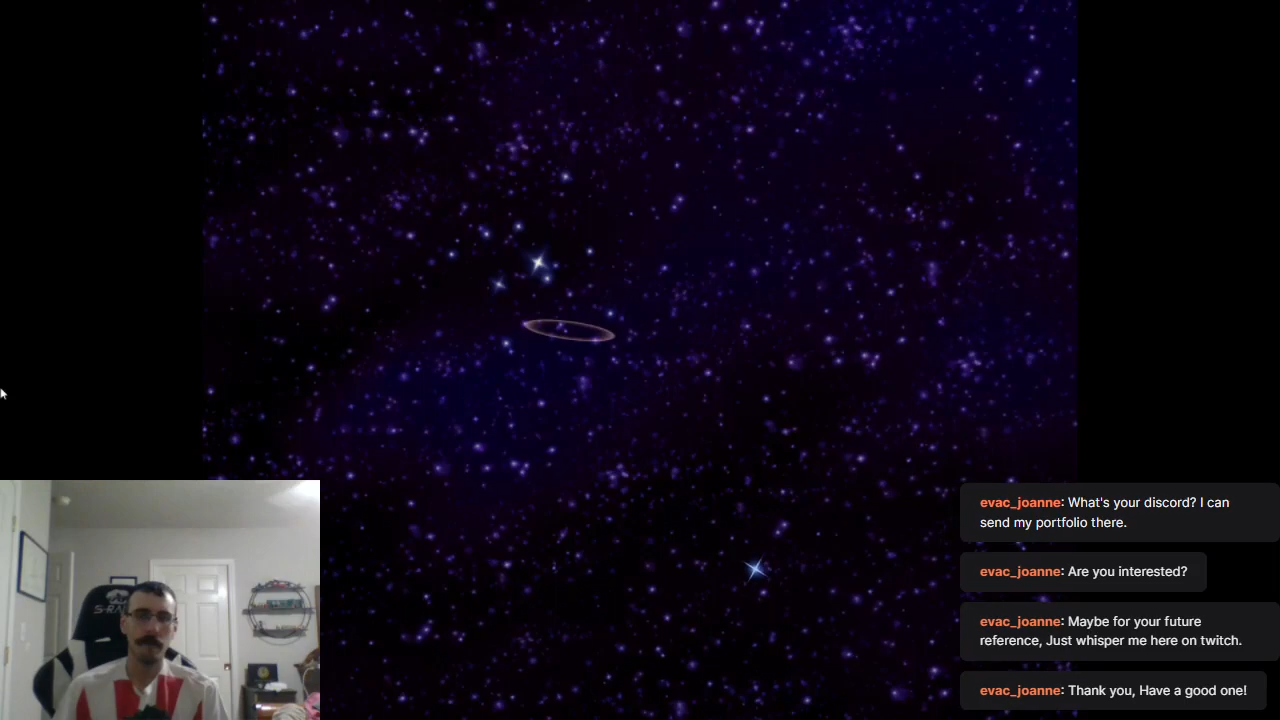 evac_joanne: What's your discord? I can
send my portfolio there.
evac_joanne: Are you interested?
evac_joanne: Maybe for your future
reference, Just whisper me here on twitch.
evac_joanne: Thank you, Have a good one!